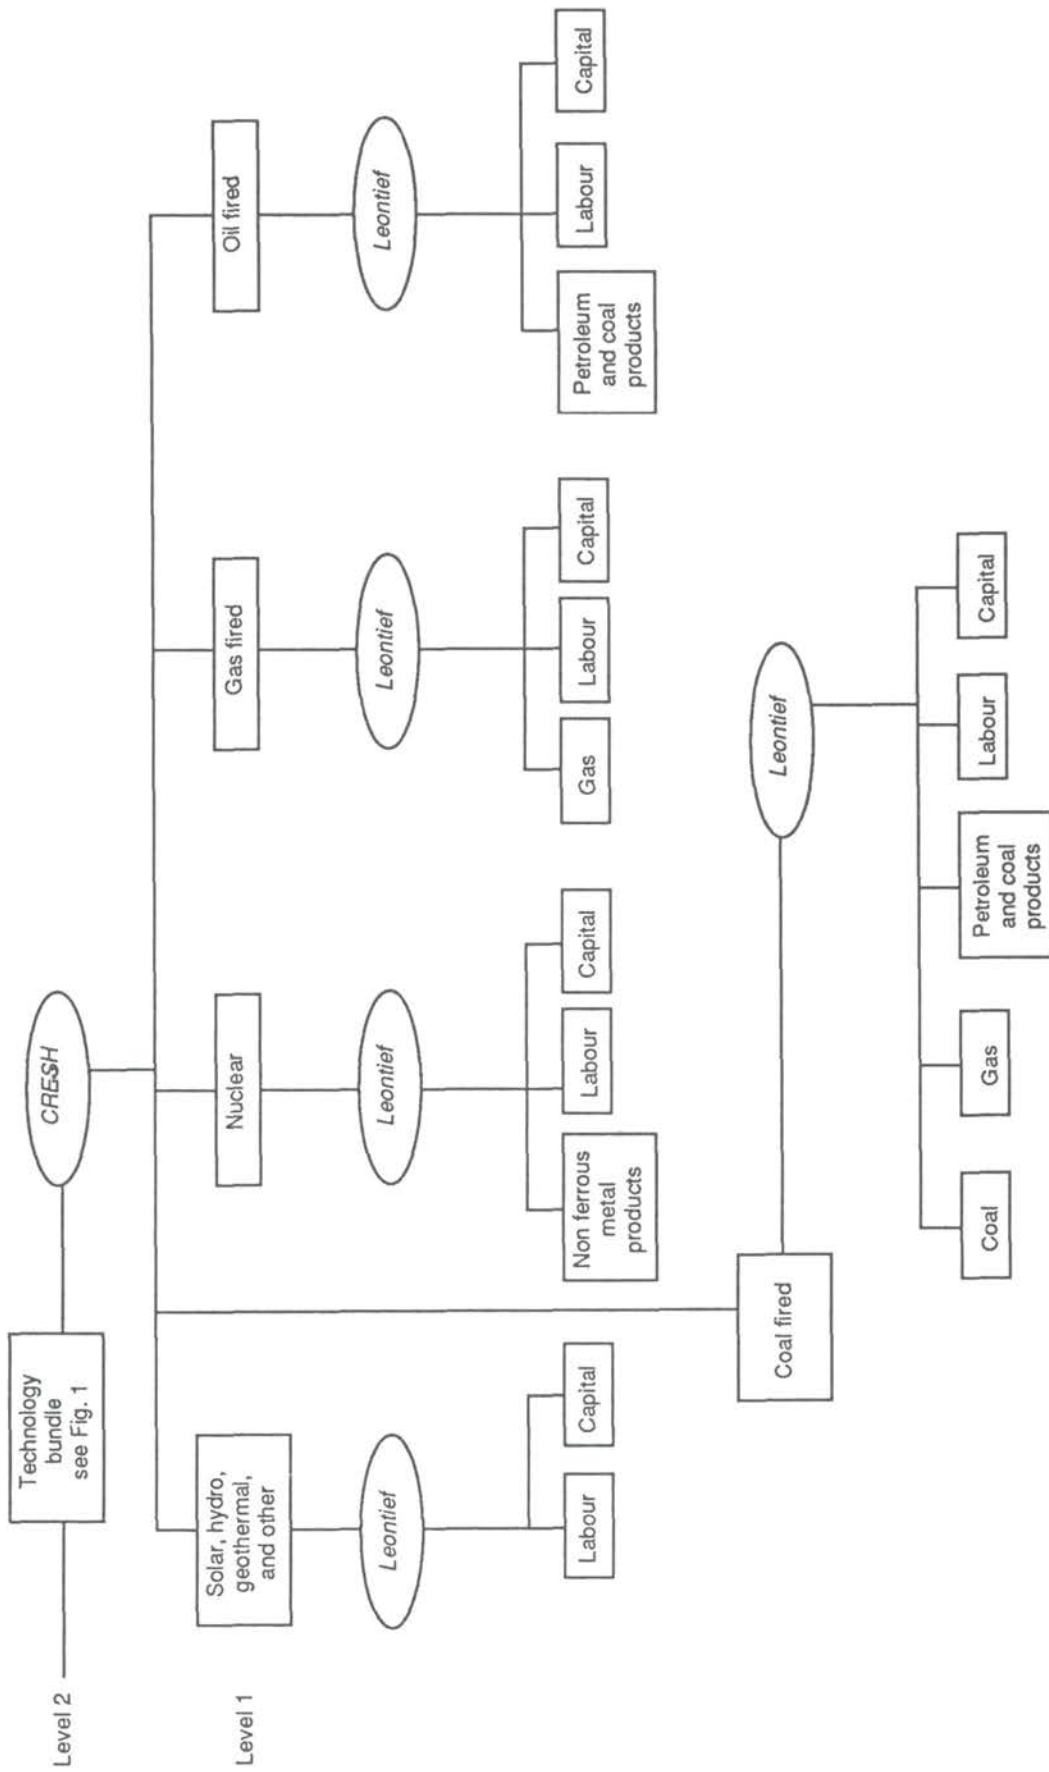 Level 2
Technology
bundle
see Fig. 1
CRESH
Level 1
Solar, hydro,
geothermal,
and other
Nuclear
Gas fired
Oil fired
Leontief
Leontief
Leontief
Leontief
Labour
Capital
Non ferrous
metal
products
Labour
Capital
Gas
Labour
Capital
Petroleum
and coal
products
Labour
Capital
Coal fired
Leontief
Coal
Gas
Petroleum
and coal
products
Labour
Capital